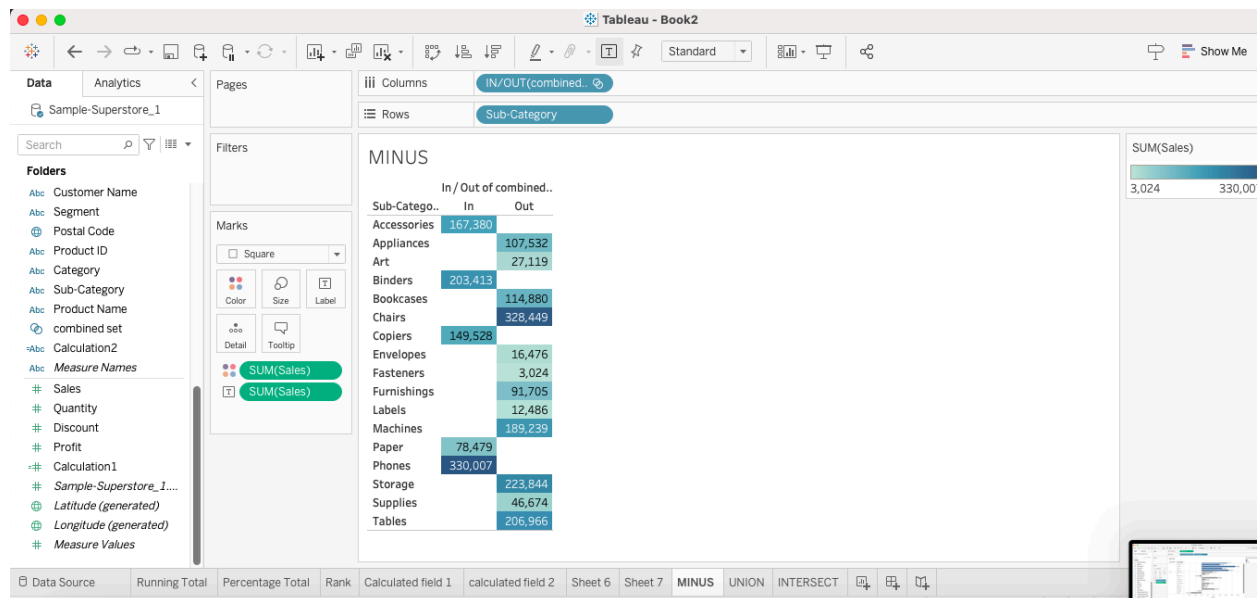 Tableau - Book2
Standard
Show Me
Data
Analytics
Pages
Columns
IN/OUT(combined..
Sample-Superstore_1
Rows
Sub-Category
Search
Filters
MINUS
SUM(Sales)
Folders
3,024 330,007
Customer Name
Segment
Postal Code
Product ID
Category
Sub-Category
Product Name
combined set
Calculation2
Measure Names
Sales
Quantity
Discount
Profit
Calculation1
Sample-Superstore_1....
Latitude (generated)
Longitude (generated)
Measure Values
Marks
Square
Color Size Label
Detail Tooltip
SUM(Sales)
SUM(Sales)
In / Out of combined..
Sub-Catego.. In Out
Accessories 167,380
Appliances 107,532
Art 27,119
Binders 203,413
Bookcases 114,880
Chairs 328,449
Copiers 149,528
Envelopes 16,476
Fasteners 3,024
Furnishings 91,705
Labels 12,486
Machines 189,239
Paper 78,479
Phones 330,007
Storage 223,844
Supplies 46,674
Tables 206,966
Data Source Running Total Percentage Total Rank Calculated field 1 calculated field 2 Sheet 6 Sheet 7 MINUS UNION INTERSECT